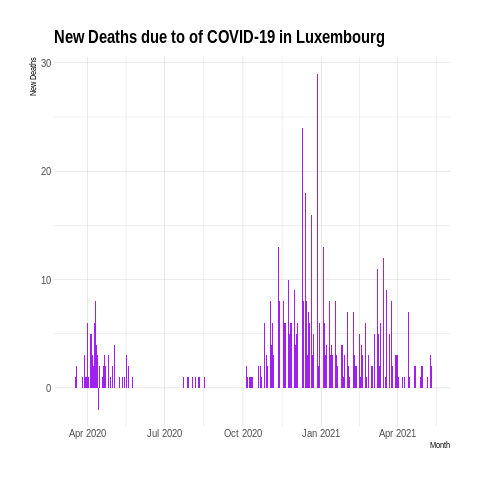 New Deaths due to of COVID-19 in Luxembourg
New Deaths
30
20
10
0
Apr 2020 Jul 2020 Oct 2020 Jan 2021 Apr 2021
Month